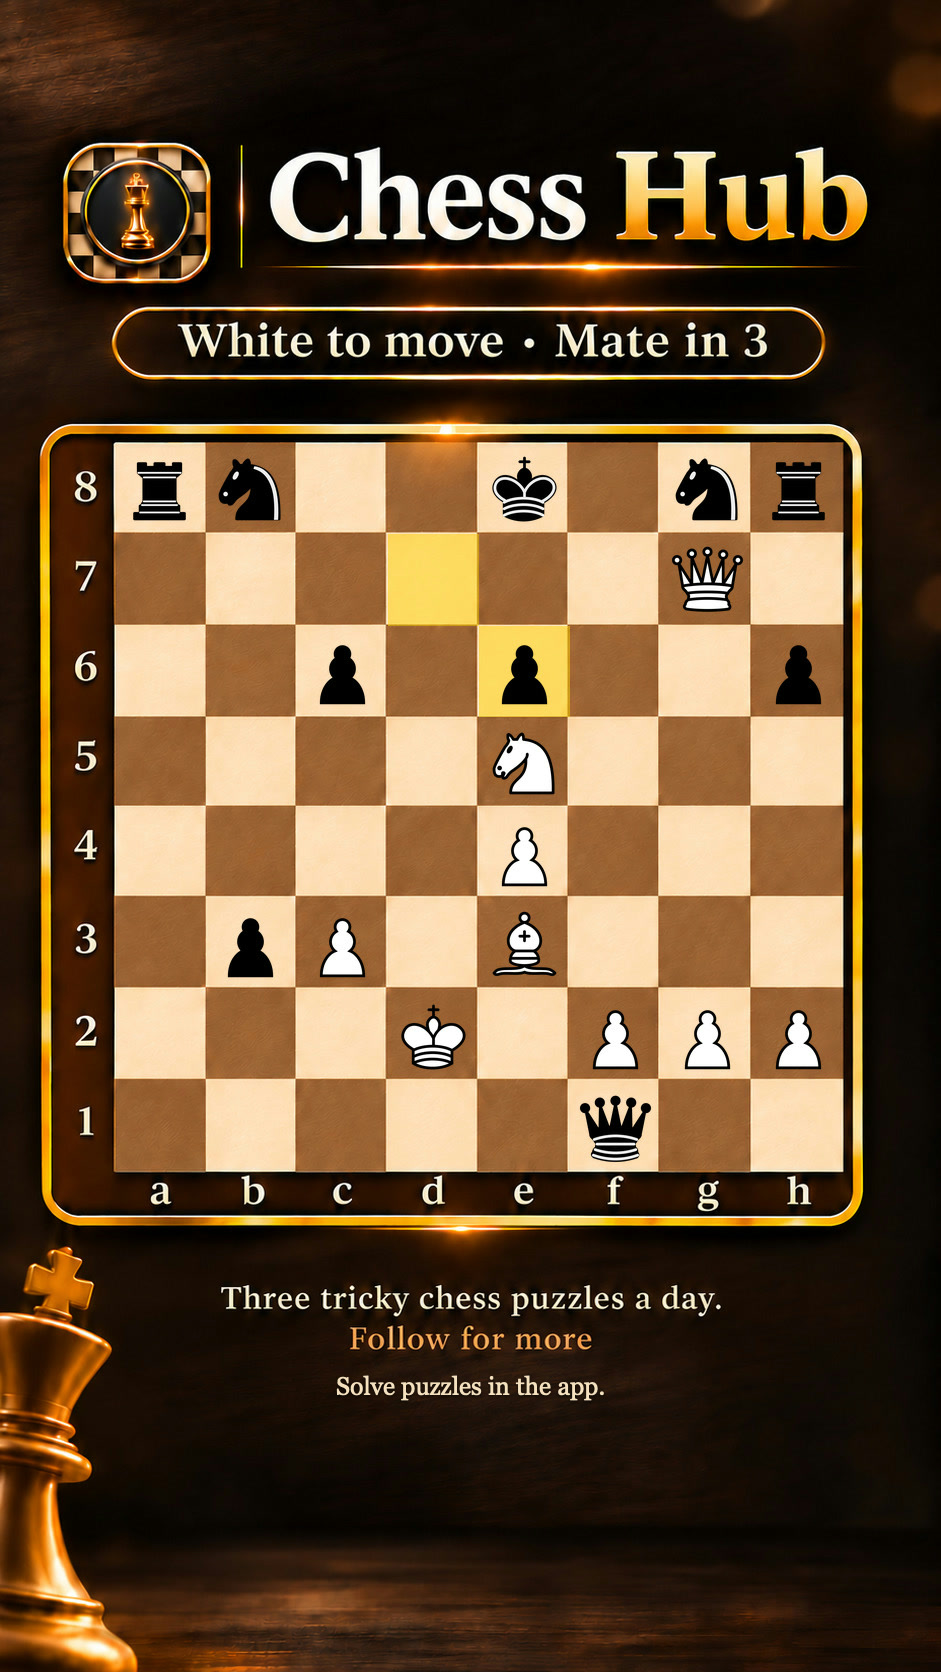 Chess Hub
White to move • Mate in 3
8
7
6
5
4
3
2
1
a b c d e f g h
Three tricky chess puzzles a day.
Follow for more
Solve puzzles in the app.